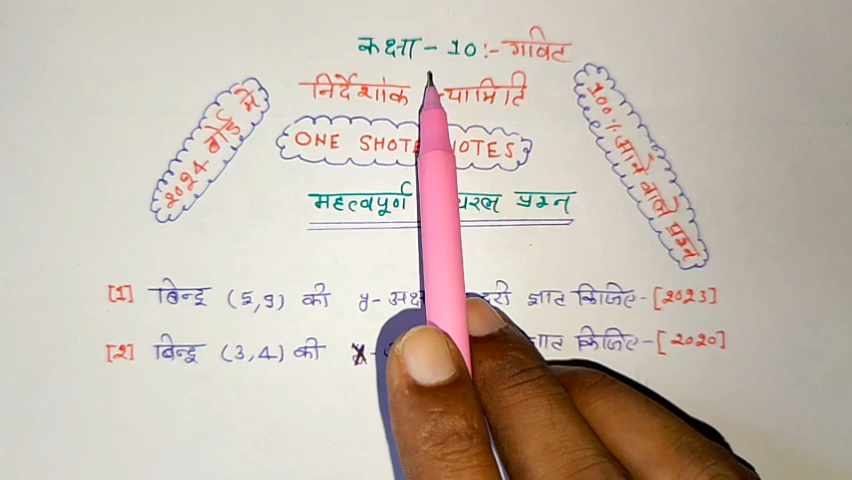 कक्षा - 10 :- गणित
निर्देशांक ज्यामिति
2024 बोर्ड में
100% आने वाले प्रश्न
ONE SHOT NOTES
महत्वपूर्ण प्रश्न
[1] बिन्दू (5,9) की y- अक्ष दूरी ज्ञात किजिए - [2023]
[2] बिन्दू (3,4) की x- ज्ञात किजिए - [2020]